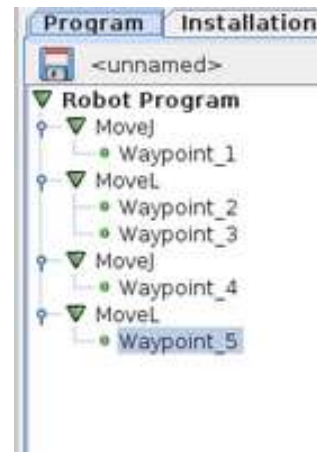 Program Installation
<unnamed>
Robot Program
MoveJ
Waypoint_1
MoveL
Waypoint_2
Waypoint_3
MoveJ
Waypoint_4
MoveL
Waypoint_5